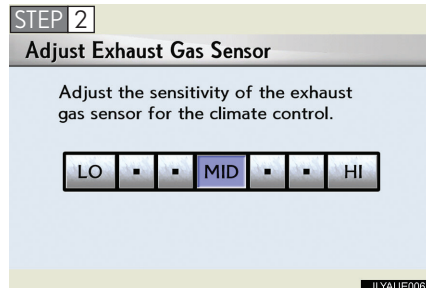 STEP 2
Adjust Exhaust Gas Sensor
Adjust the sensitivity of the exhaust
gas sensor for the climate control.
LO ▪ ▪ MID ▪ ▪ HI